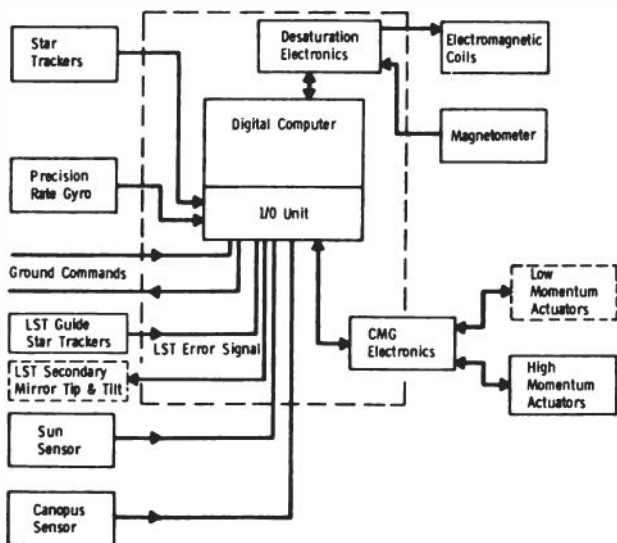 Star
Trackers
Desaturation
Electronics
Electromagnetic
Coils
Digital Computer
Magnetometer
Precision
Rate Gyro
I/O Unit
Ground Commands
LST Guide
Star Trackers
LST Error Signal
CMG
Electronics
Low
Momentum
Actuators
LST Secondary
Mirror Tip & Tilt
High
Momentum
Actuators
Sun
Sensor
Canopus
Sensor